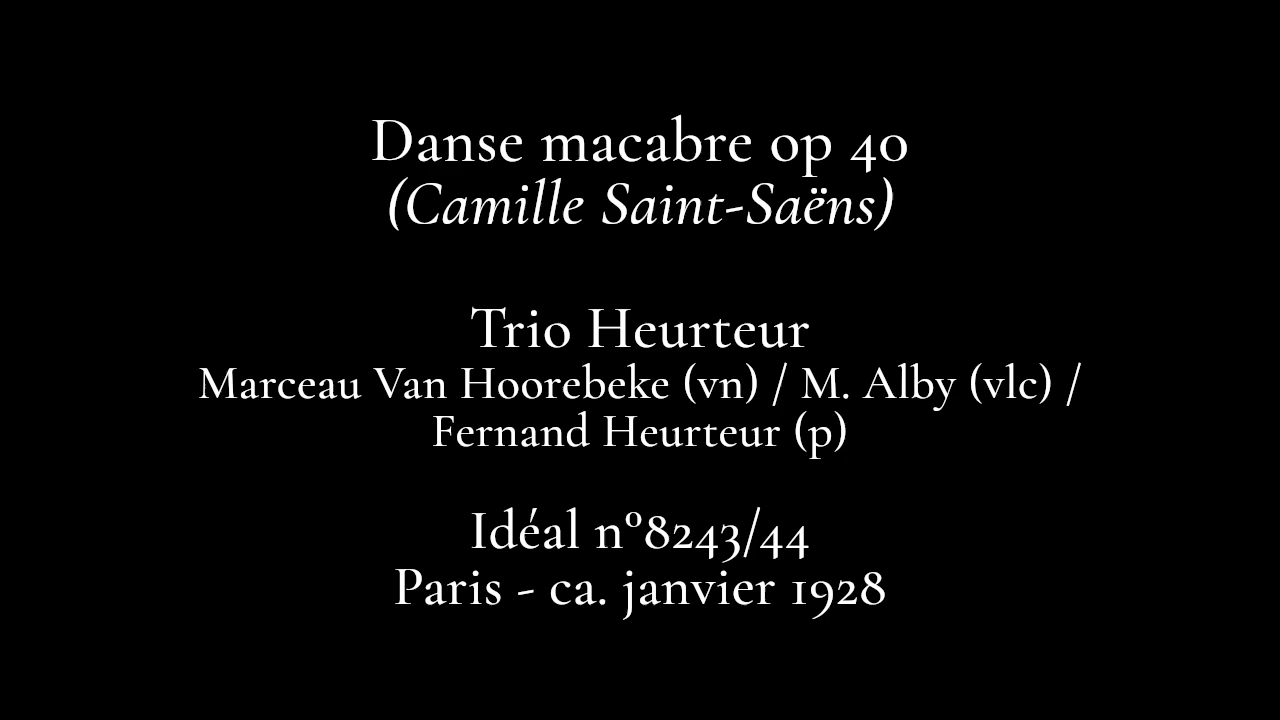 Danse macabre op 40
(Camille Saint-Saëns)
Trio Heurteur
Marceau Van Hoorebeke (vn) / M. Alby (vlc) /
Fernand Heurteur (p)
Idéal n°8243/44
Paris - ca. janvier 1928